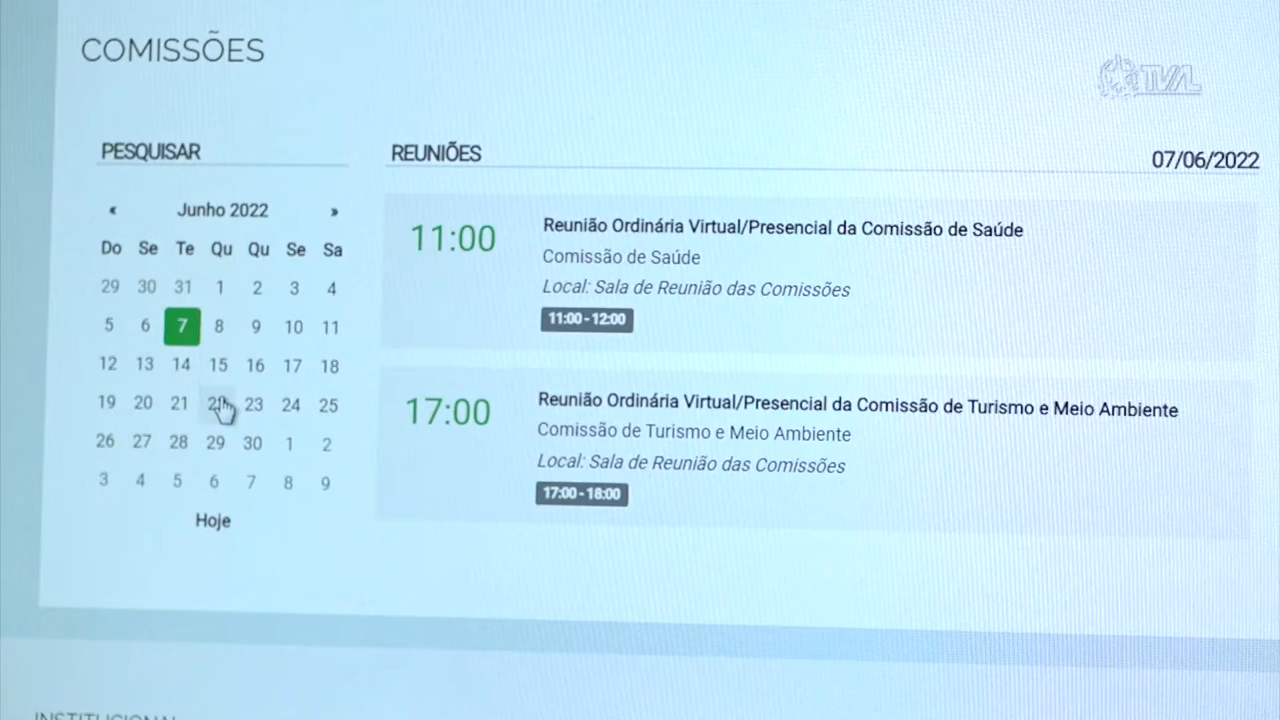 COMISSÕES
TVAL
PESQUISAR
« Junho 2022 »
Do Se Te Qu Qu Se Sa
29 30 31 1 2 3 4
5 6 7 8 9 10 11
12 13 14 15 16 17 18
19 20 21 23 24 25
26 27 28 29 30 1 2
3 4 5 6 7 8 9
Hoje
REUNIÕES
07/06/2022
11:00
Reunião Ordinária Virtual/Presencial da Comissão de Saúde
Comissão de Saúde
Local: Sala de Reunião das Comissões
11:00 - 12:00
17:00
Reunião Ordinária Virtual/Presencial da Comissão de Turismo e Meio Ambiente
Comissão de Turismo e Meio Ambiente
Local: Sala de Reunião das Comissões
17:00 - 18:00
INSTITUCIONAL